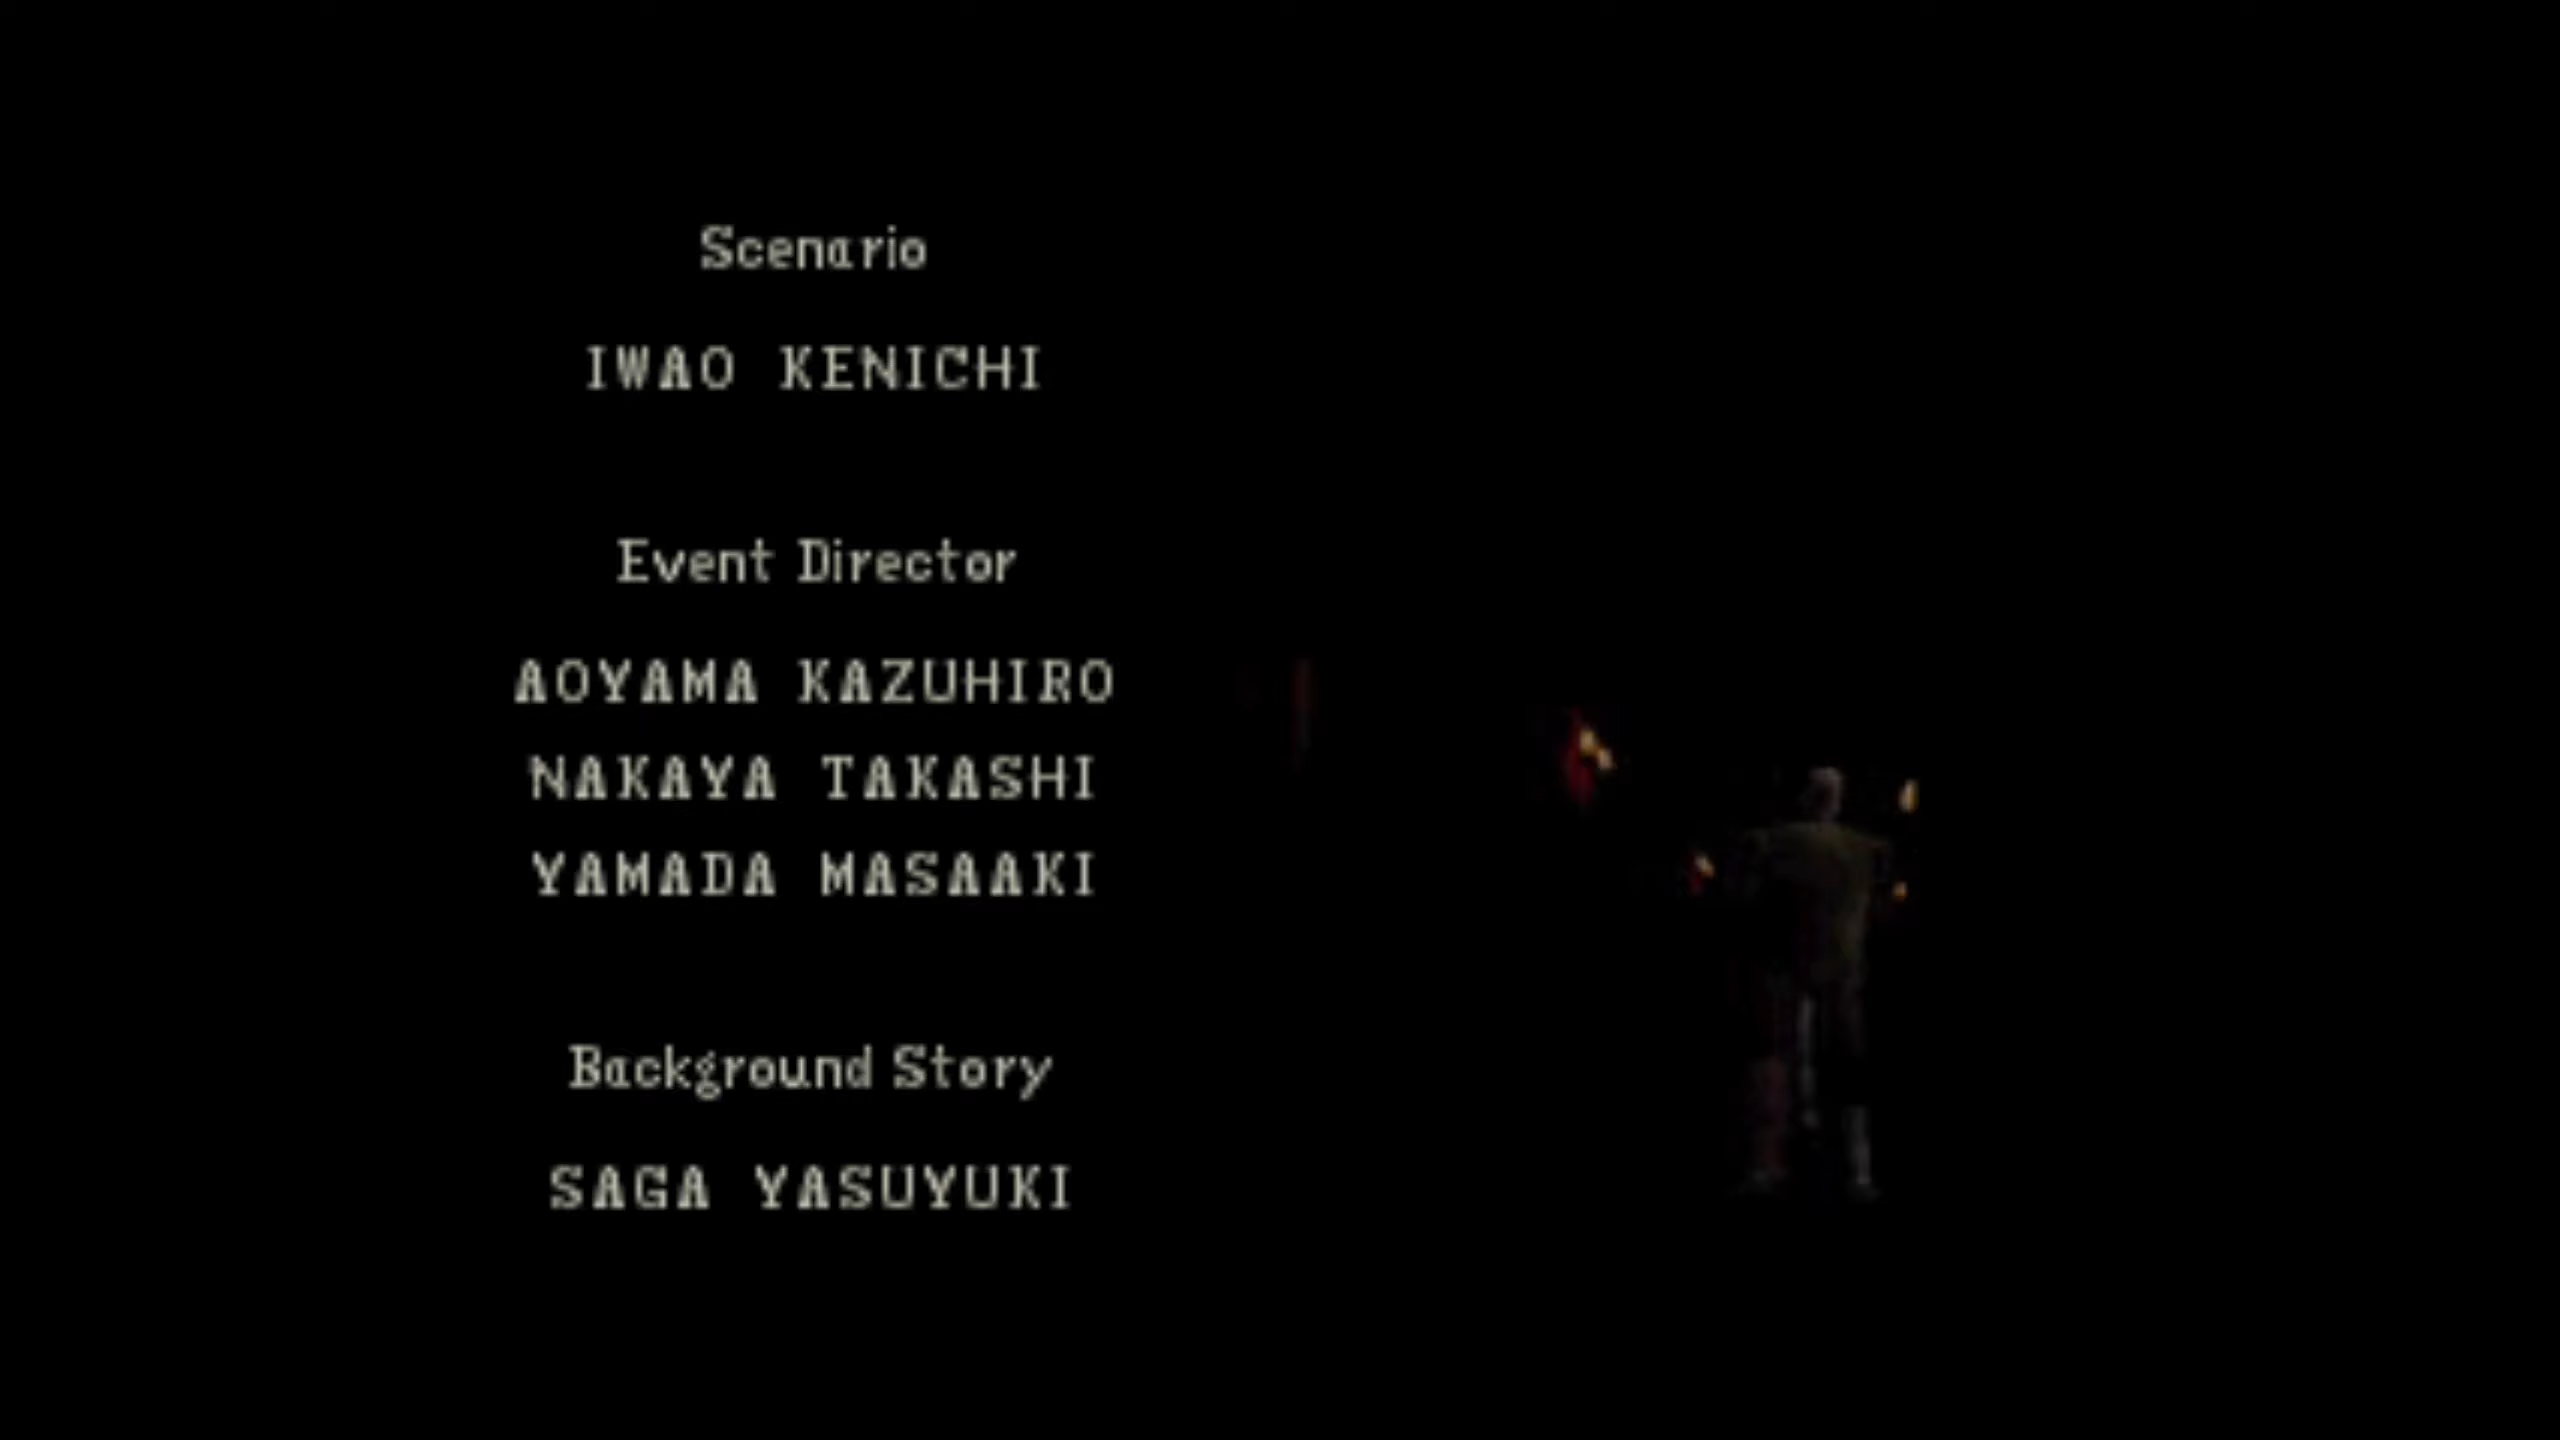 Scenario
IWAO KENICHI
Event Director
AOYAMA KAZUHIRO
NAKAYA TAKASHI
YAMADA MASAAKI
Background Story
SAGA YASUYUKI